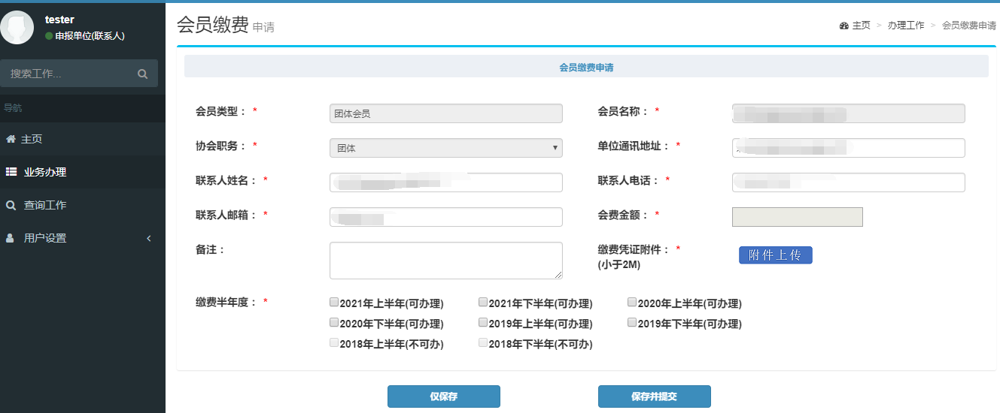 tester
申报单位(联系人)
搜索工作...
导航
主页
业务办理
查询工作
用户设置
会员缴费 申请
主页 > 办理工作 > 会员缴费申请
会员缴费申请
会员类型： * 团体会员
会员名称： *
协会职务： * 团体
单位通讯地址： *
联系人姓名： *
联系人电话： *
联系人邮箱： *
会费金额： *
备注：
缴费凭证附件： * 附件上传
(小于2M)
缴费半年度： *
2021年上半年(可办理) 2021年下半年(可办理) 2020年上半年(可办理)
2020年下半年(可办理) 2019年上半年(可办理) 2019年下半年(可办理)
2018年上半年(不可办) 2018年下半年(不可办)
仅保存 保存并提交